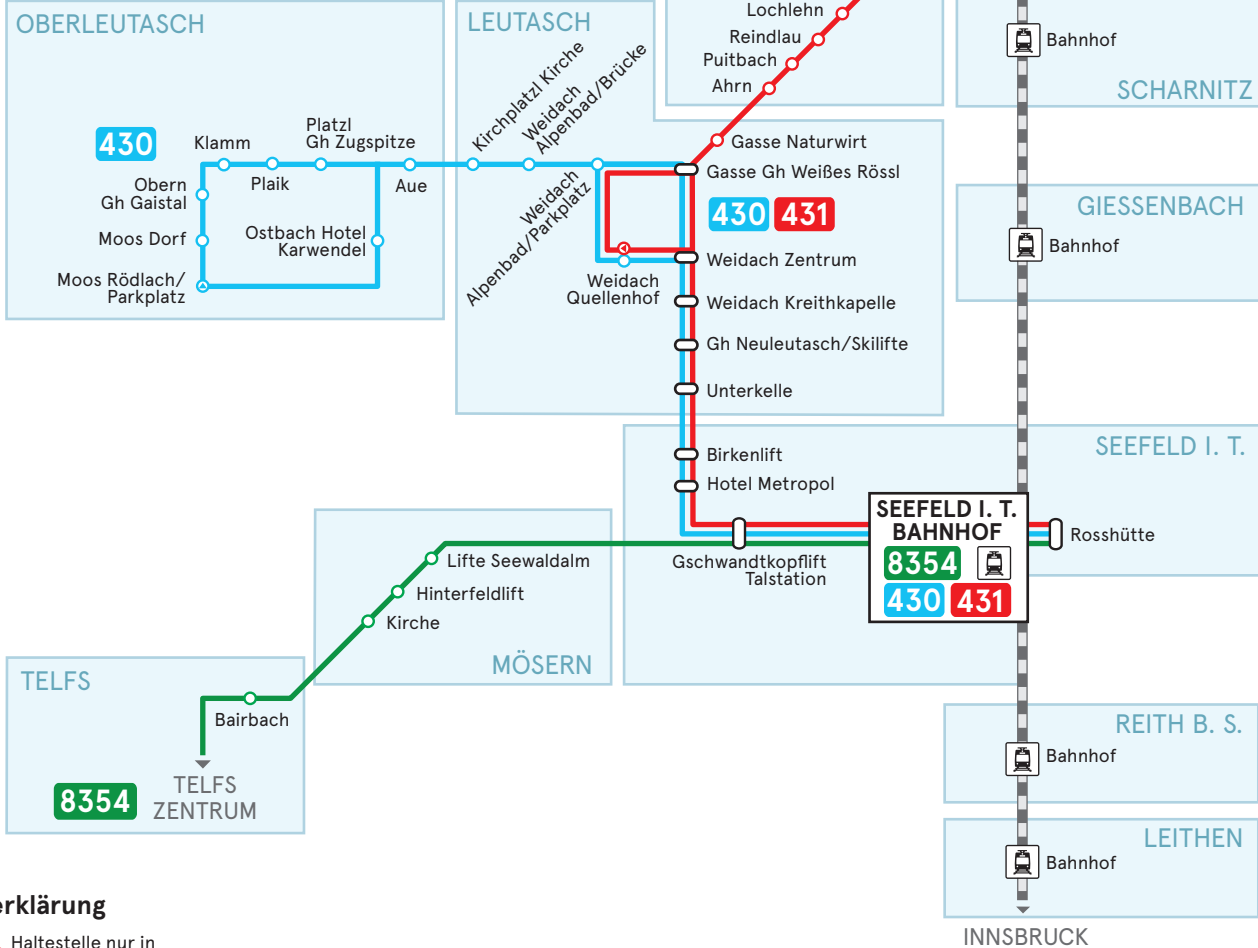 OBERLEUTASCH
430
Klamm
Platzl
Gh Zugspitze
Plaik
Aue
Obern
Gh Gaistal
Moos Dorf
Ostbach Hotel
Karwendel
Moos Rödlach/
Parkplatz
LEUTASCH
Kirchplatzl Kirche
Weidach
Alpenbad/Brücke
Weidach
Alpenbad/Parkplatz
Weidach
Quellenhof
Lochlehn
Reindlau
Puitbach
Ahrn
Gasse Naturwirt
Gasse Gh Weißes Rössl
430 431
Weidach Zentrum
Weidach Kreithkapelle
Gh Neuleutasch/Skilifte
Unterkelle
Bahnhof
SCHARNITZ
GIESSENBACH
Bahnhof
SEEFELD I. T.
Birkenlift
Hotel Metropol
Gschwandtkopflift
Talstation
SEEFELD I. T.
BAHNHOF
8354
430 431
Rosshütte
Lifte Seewaldalm
Hinterfeldlift
Kirche
MÖSERN
TELFS
Bairbach
8354
TELFS
ZENTRUM
REITH B. S.
Bahnhof
LEITHEN
Bahnhof
INNSBRUCK
erklärung
Haltestelle nur in